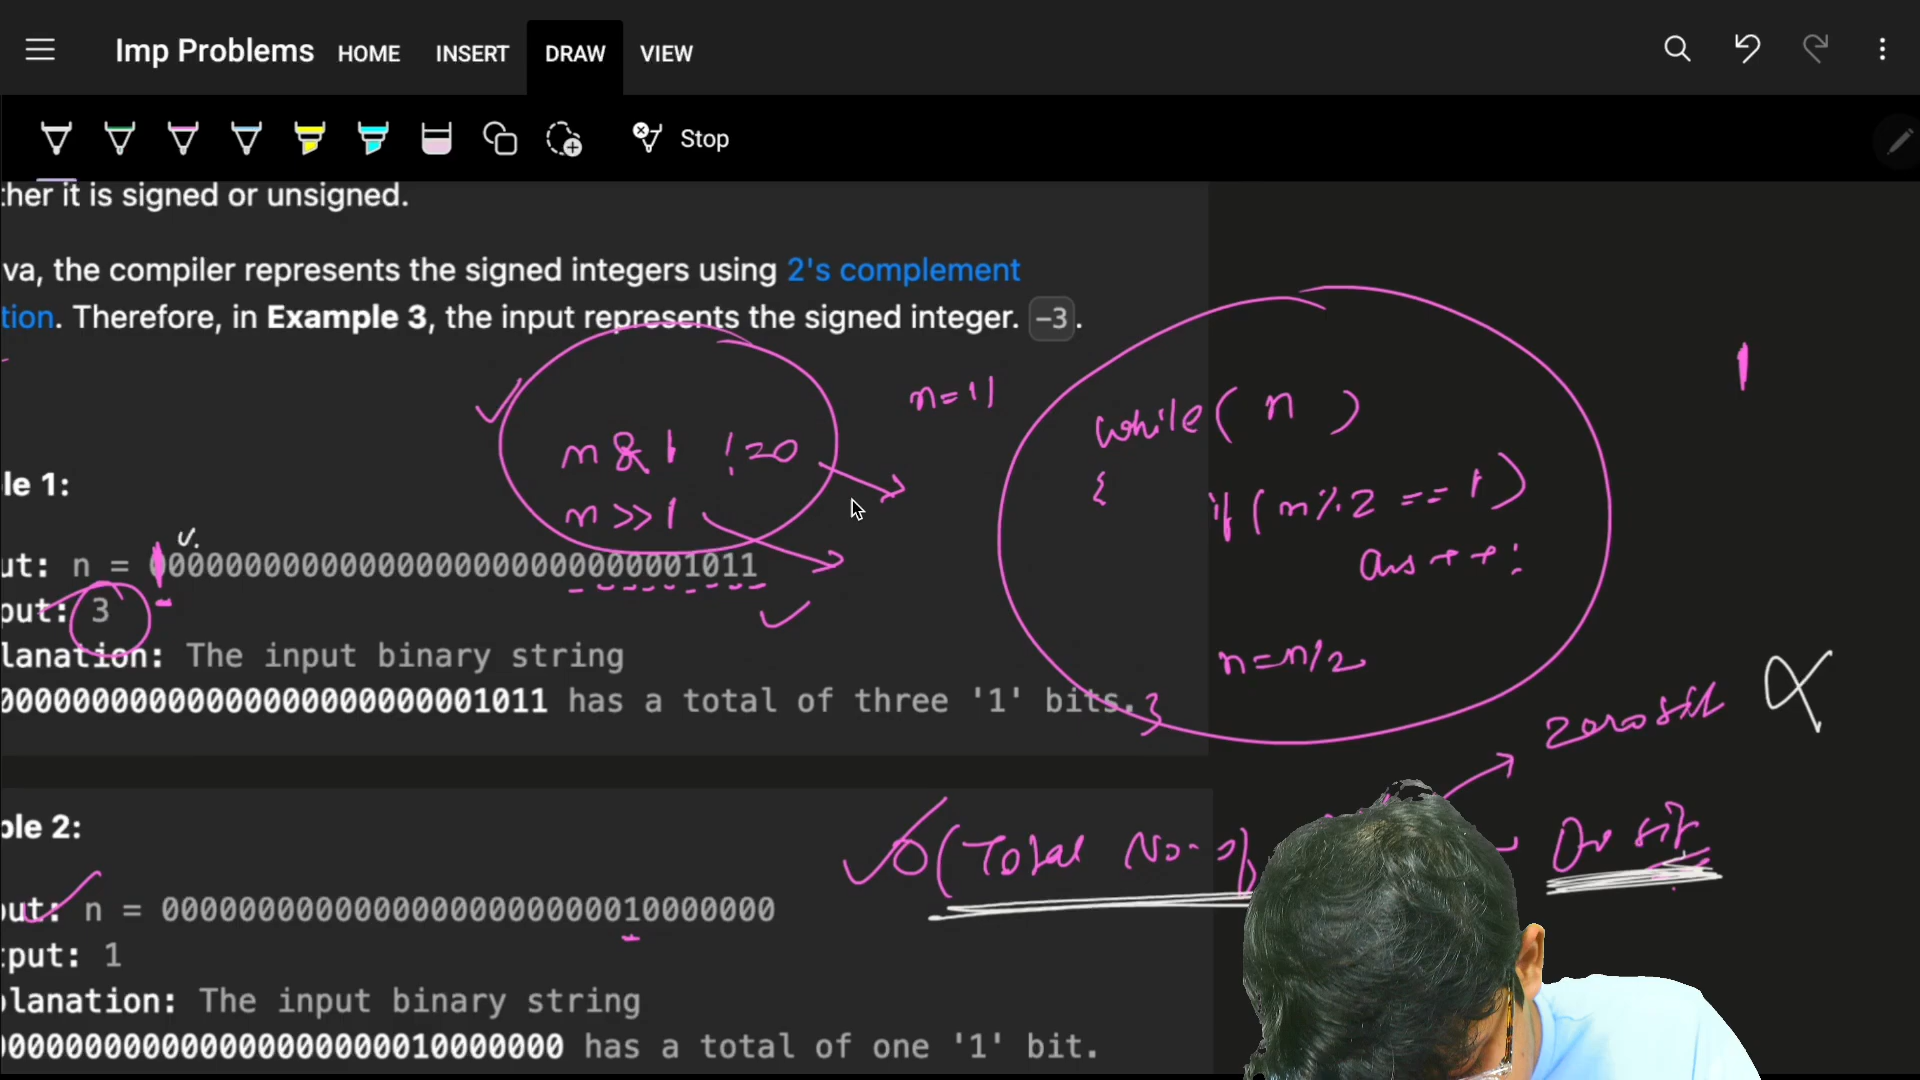 Imp Problems HOME INSERT DRAW VIEW
Stop
ther it is signed or unsigned.
va, the compiler represents the signed integers using 2's complement
tion. Therefore, in Example 3, the input represents the signed integer. -3.
n & 1 != 0
n >> 1
n = 11
while ( n )
{
if ( n % 2 == 1 )
ans++;
n = n/2
}
1
le 1:
ut: n = 00000000000000000000000000001011
put: 3
lanation: The input binary string
00000000000000000000000000001011 has a total of three '1' bits.
ple 2:
O(Total No. of
zero bit
put: n = 00000000000000000000000010000000
tput: 1
planation: The input binary string
00000000000000000000000010000000 has a total of one '1' bit.